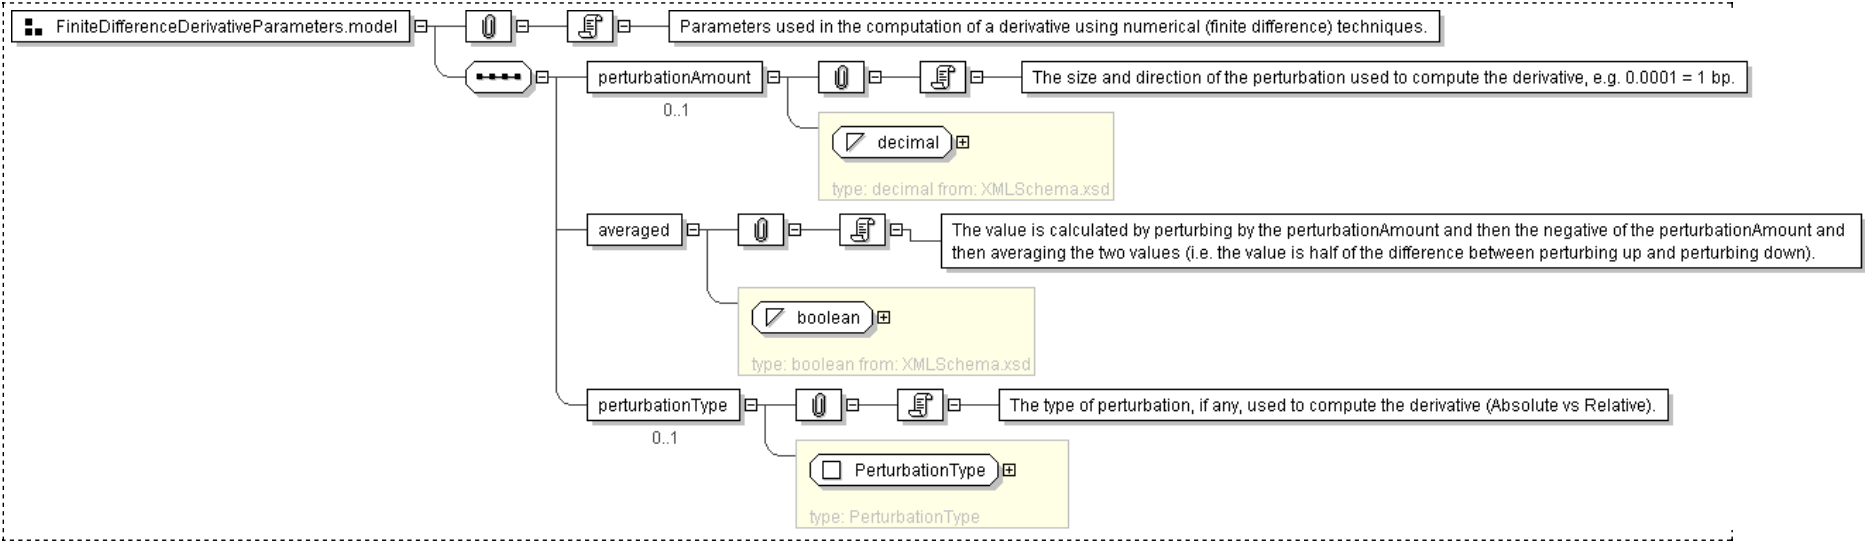 FiniteDifferenceDerivativeParameters.model
Parameters used in the computation of a derivative using numerical (finite difference) techniques.
perturbationAmount
The size and direction of the perturbation used to compute the derivative, e.g. 0.0001 = 1 bp.
0..1
decimal
type: decimal from: XMLSchema.xsd
averaged
The value is calculated by perturbing by the perturbationAmount and then the negative of the perturbationAmount and
then averaging the two values (i.e. the value is half of the difference between perturbing up and perturbing down).
boolean
type: boolean from: XMLSchema.xsd
perturbationType
The type of perturbation, if any, used to compute the derivative (Absolute vs Relative).
0..1
PerturbationType
type: PerturbationType